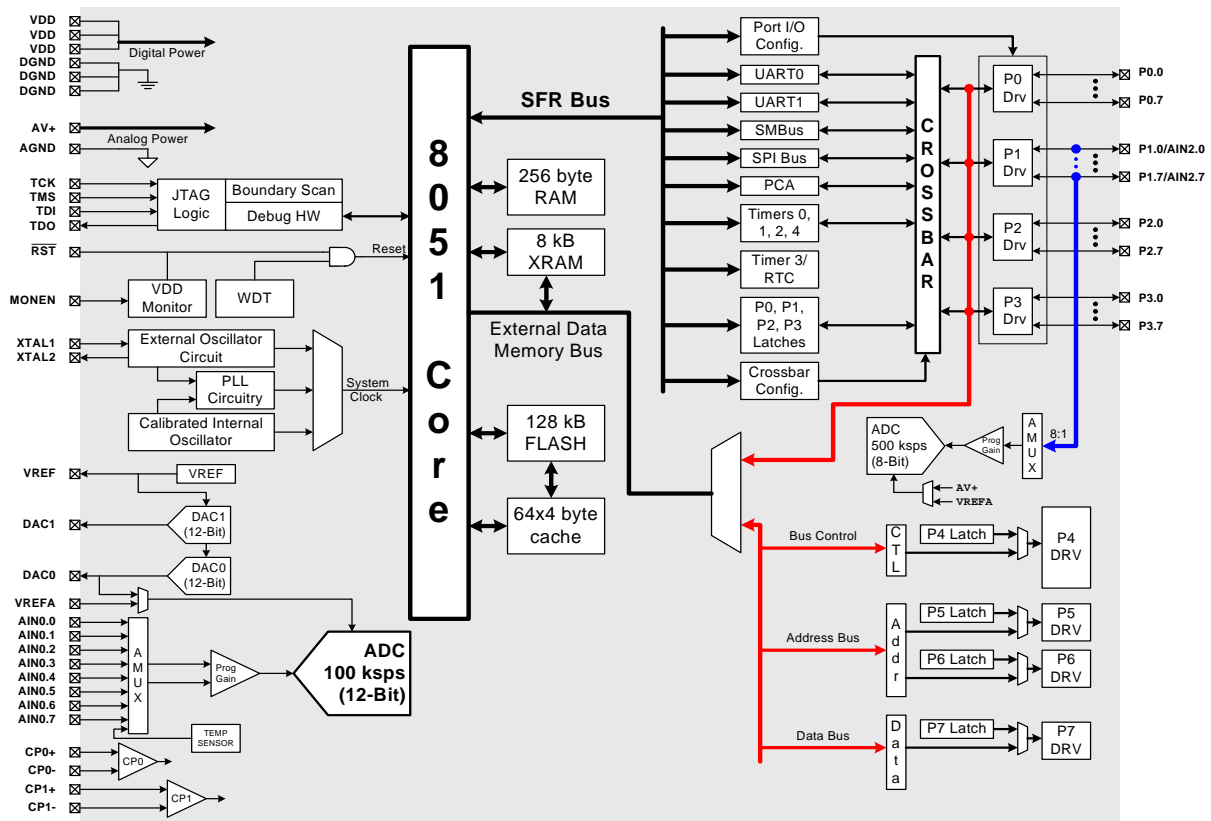 VDD
VDD
VDD
Digital Power
DGND
DGND
DGND
AV+
Analog Power
AGND
TCK
TMS
TDI
TDO
JTAG
Logic
Boundary Scan
Debug HW
RST
Reset
MONEN
VDD
Monitor
WDT
XTAL1
XTAL2
External Oscillator
Circuit
PLL
Circuitry
Calibrated Internal
Oscillator
System
Clock
VREF
VREF
DAC1
DAC1
(12-Bit)
DAC0
DAC0
(12-Bit)
VREFA
AIN0.0
AIN0.1
AIN0.2
AIN0.3
AIN0.4
AIN0.5
AIN0.6
AIN0.7
A
M
U
X
Prog
Gain
ADC
100 ksps
(12-Bit)
TEMP
SENSOR
CP0+
CP0-
CP0
CP1+
CP1-
CP1
8
0
5
1
C
o
r
e
SFR Bus
256 byte
RAM
8 kB
XRAM
External Data
Memory Bus
128 kB
FLASH
64x4 byte
cache
Port I/O
Config.
UART0
UART1
SMBus
SPI Bus
PCA
Timers 0,
1, 2, 4
Timer 3/
RTC
P0, P1,
P2, P3
Latches
Crossbar
Config.
C
R
O
S
S
B
A
R
P0
Drv
P1
Drv
P2
Drv
P3
Drv
P0.0
P0.7
P1.0/AIN2.0
P1.7/AIN2.7
P2.0
P2.7
P3.0
P3.7
ADC
500 ksps
(8-Bit)
Prog
Gain
A
M
U
X
8:1
AV+
VREFA
Bus Control
C
T
L
P4 Latch
P4
DRV
Address Bus
A
d
d
r
P5 Latch
P5
DRV
P6 Latch
P6
DRV
Data Bus
D
a
t
a
P7 Latch
P7
DRV